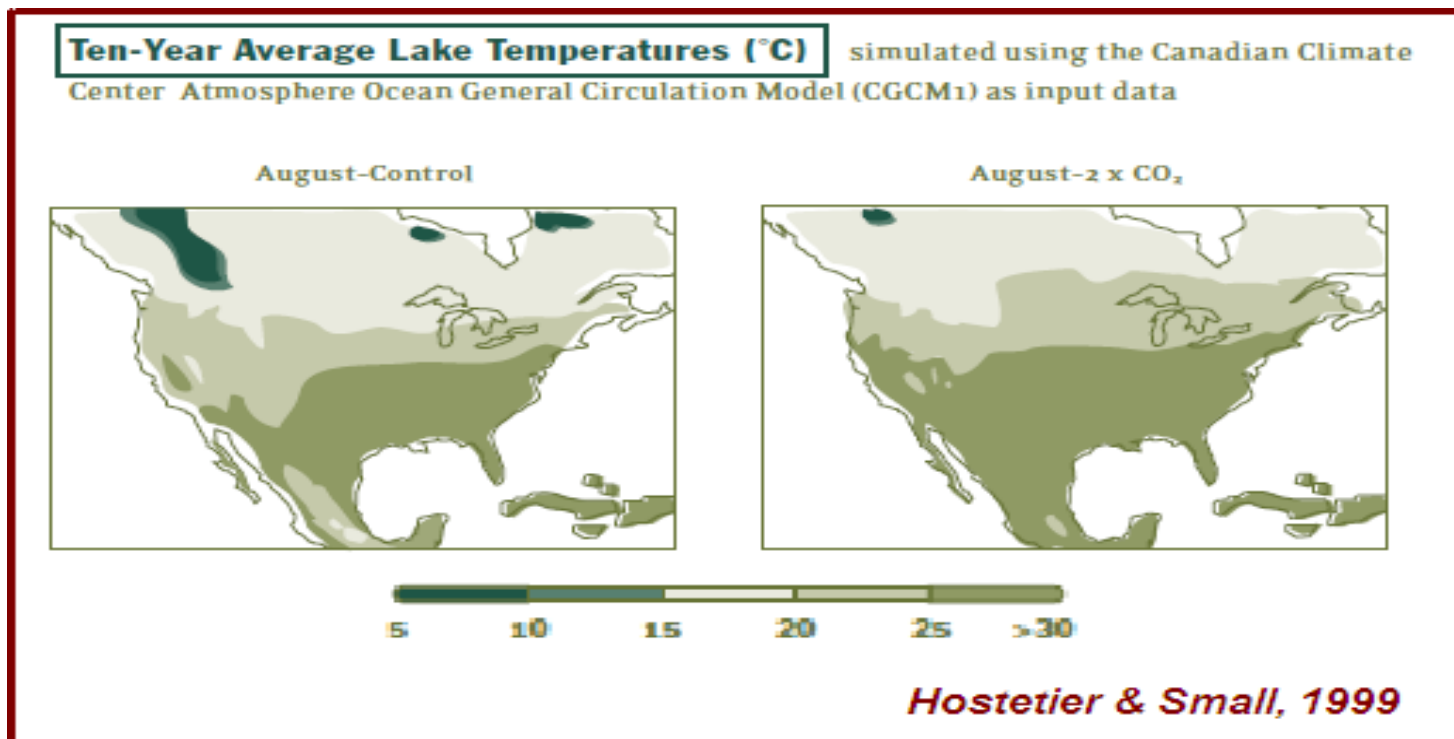 Ten-Year Average Lake Temperatures (°C) simulated using the Canadian Climate
Center Atmosphere Ocean General Circulation Model (CGCM1) as input data
August-Control
August-2 x CO₂
5 10 15 20 25 >30
Hostetier & Small, 1999